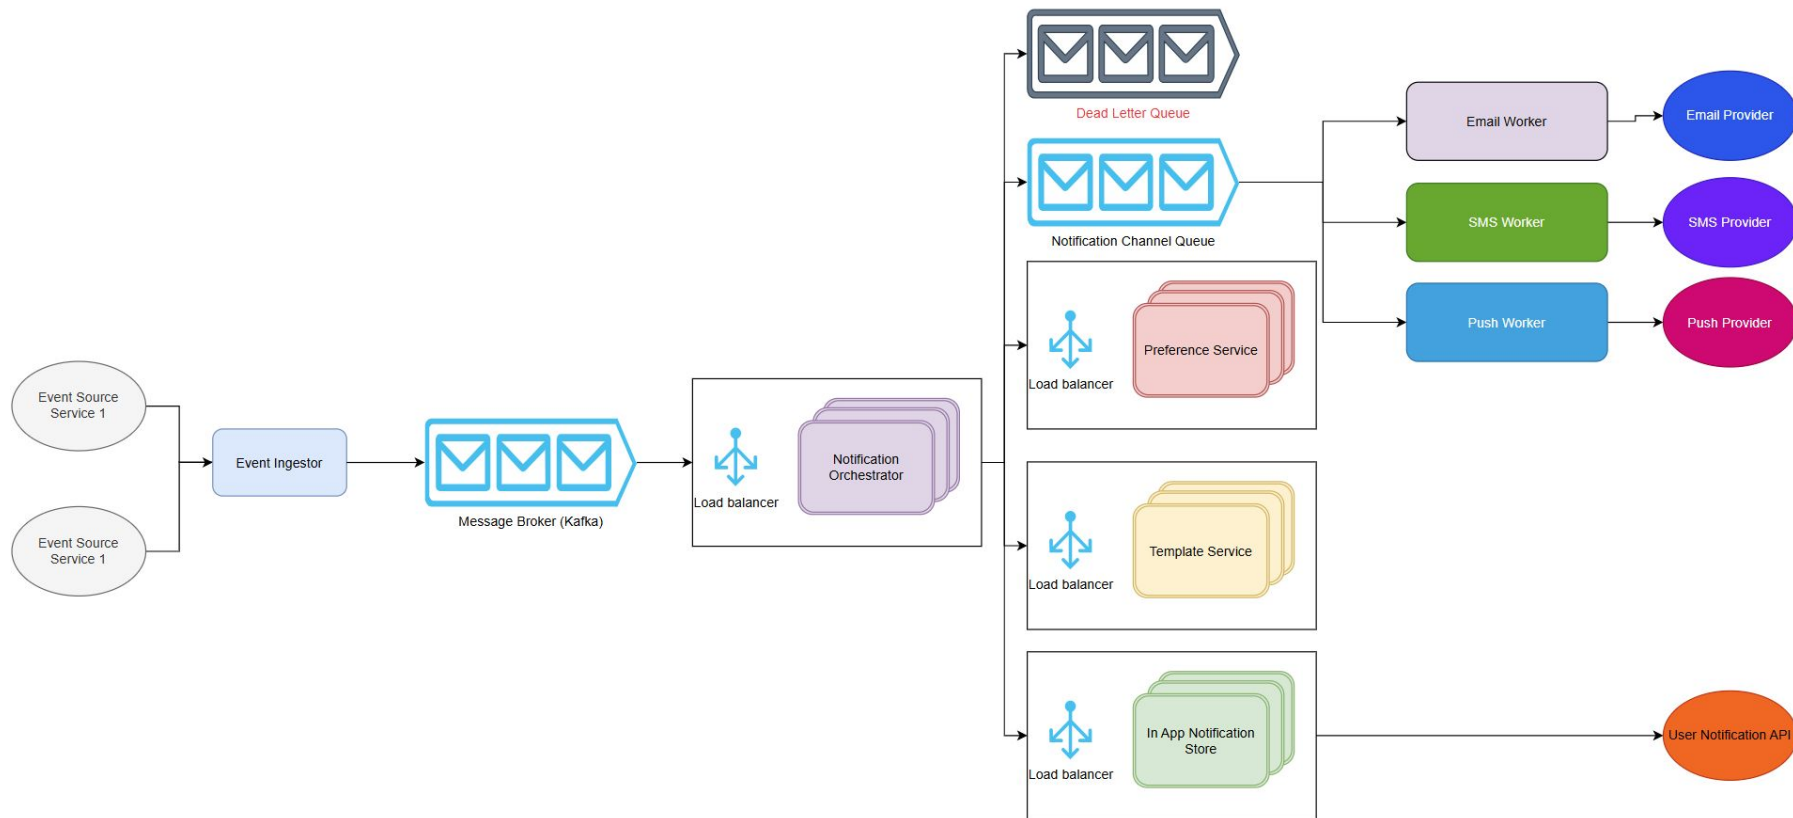 Dead Letter Queue
Email Worker
Email Provider
Notification Channel Queue
SMS Worker
SMS Provider
Push Worker
Push Provider
Load balancer
Preference Service
Event Source
Service 1
Event Ingestor
Message Broker (Kafka)
Load balancer
Notification
Orchestrator
Event Source
Service 1
Load balancer
Template Service
Load balancer
In App Notification
Store
User Notification API